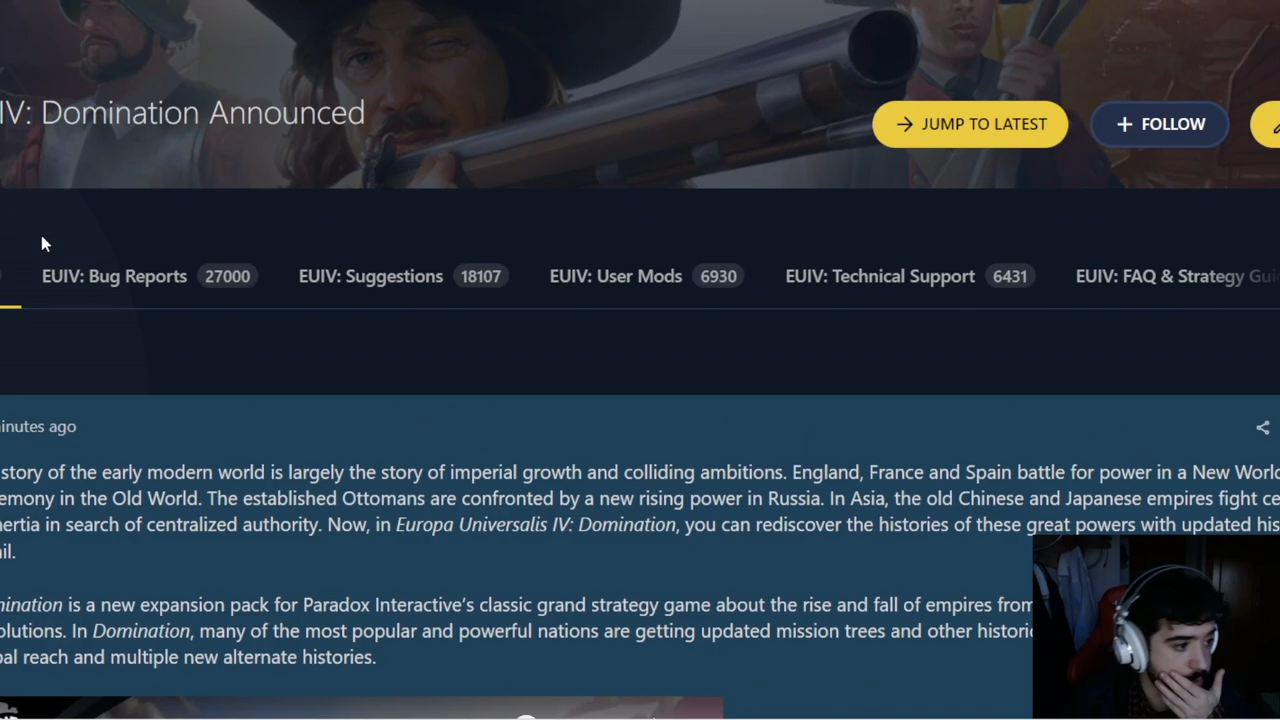 IV: Domination Announced
JUMP TO LATEST
FOLLOW
EUIV: Bug Reports 27000 EUIV: Suggestions 18107 EUIV: User Mods 6930 EUIV: Technical Support 6431 EUIV: FAQ & Strategy Gui
inutes ago
story of the early modern world is largely the story of imperial growth and colliding ambitions. England, France and Spain battle for power in a New World
emony in the Old World. The established Ottomans are confronted by a new rising power in Russia. In Asia, the old Chinese and Japanese empires fight ce
nertia in search of centralized authority. Now, in Europa Universalis IV: Domination, you can rediscover the histories of these great powers with updated his
ail.
mination is a new expansion pack for Paradox Interactive's classic grand strategy game about the rise and fall of empires from
olutions. In Domination, many of the most popular and powerful nations are getting updated mission trees and other historic
bal reach and multiple new alternate histories.